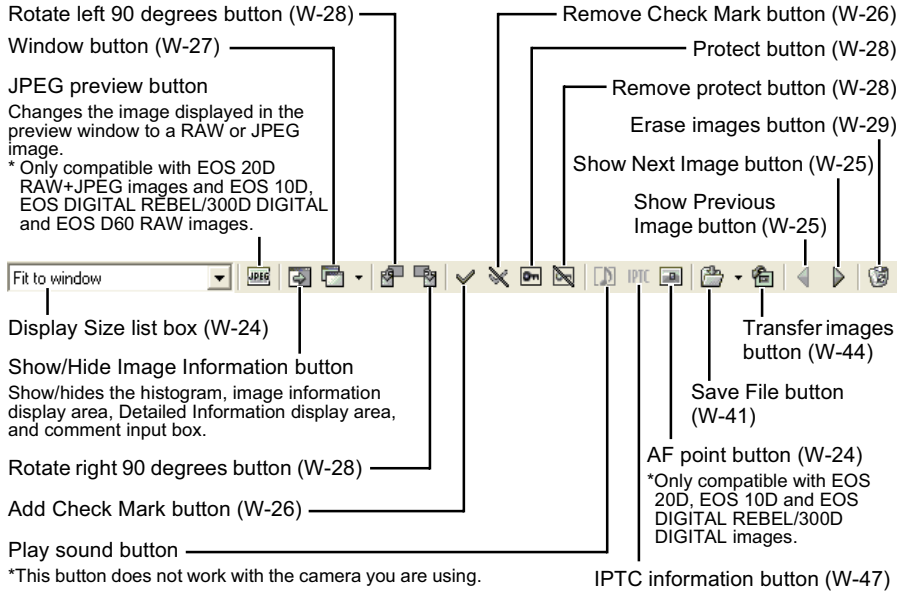 Rotate left 90 degrees button (W-28)
Window button (W-27)
JPEG preview button
Changes the image displayed in the
preview window to a RAW or JPEG
image.
* Only compatible with EOS 20D
RAW+JPEG images and EOS 10D,
EOS DIGITAL REBEL/300D DIGITAL
and EOS D60 RAW images.
Remove Check Mark button (W-26)
Protect button (W-28)
Remove protect button (W-28)
Erase images button (W-29)
Show Next Image button (W-25)
Show Previous
Image button (W-25)
Fit to window
JPEG
IPTC
Display Size list box (W-24)
Show/Hide Image Information button
Show/hides the histogram, image information
display area, Detailed Information display area,
and comment input box.
Rotate right 90 degrees button (W-28)
Add Check Mark button (W-26)
Play sound button
*This button does not work with the camera you are using.
Transfer images
button (W-44)
Save File button
(W-41)
AF point button (W-24)
*Only compatible with EOS
20D, EOS 10D and EOS
DIGITAL REBEL/300D
DIGITAL images.
IPTC information button (W-47)